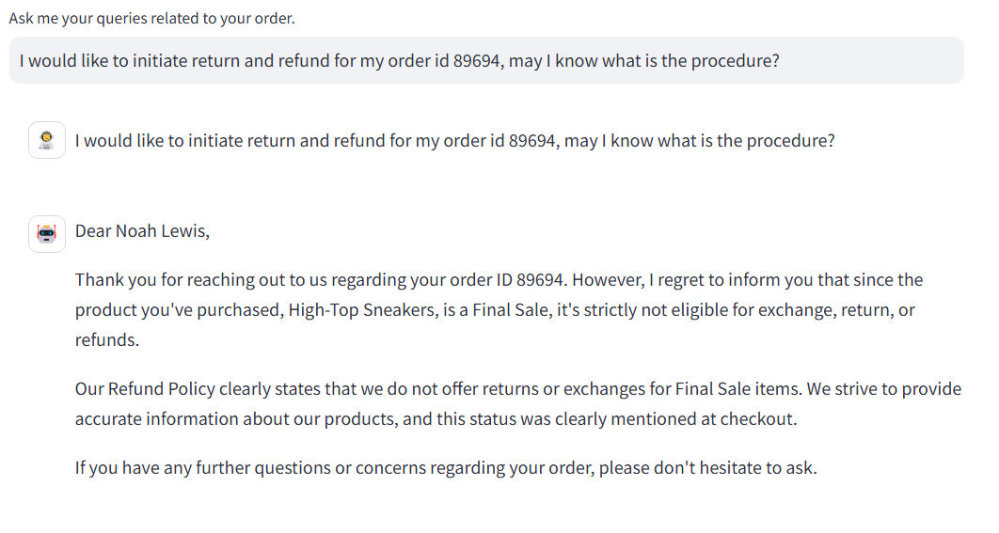 Ask me your queries related to your order.
I would like to initiate return and refund for my order id 89694, may I know what is the procedure?
I would like to initiate return and refund for my order id 89694, may I know what is the procedure?
Dear Noah Lewis,
Thank you for reaching out to us regarding your order ID 89694. However, I regret to inform you that since the
product you've purchased, High-Top Sneakers, is a Final Sale, it's strictly not eligible for exchange, return, or
refunds.
Our Refund Policy clearly states that we do not offer returns or exchanges for Final Sale items. We strive to provide
accurate information about our products, and this status was clearly mentioned at checkout.
If you have any further questions or concerns regarding your order, please don't hesitate to ask.